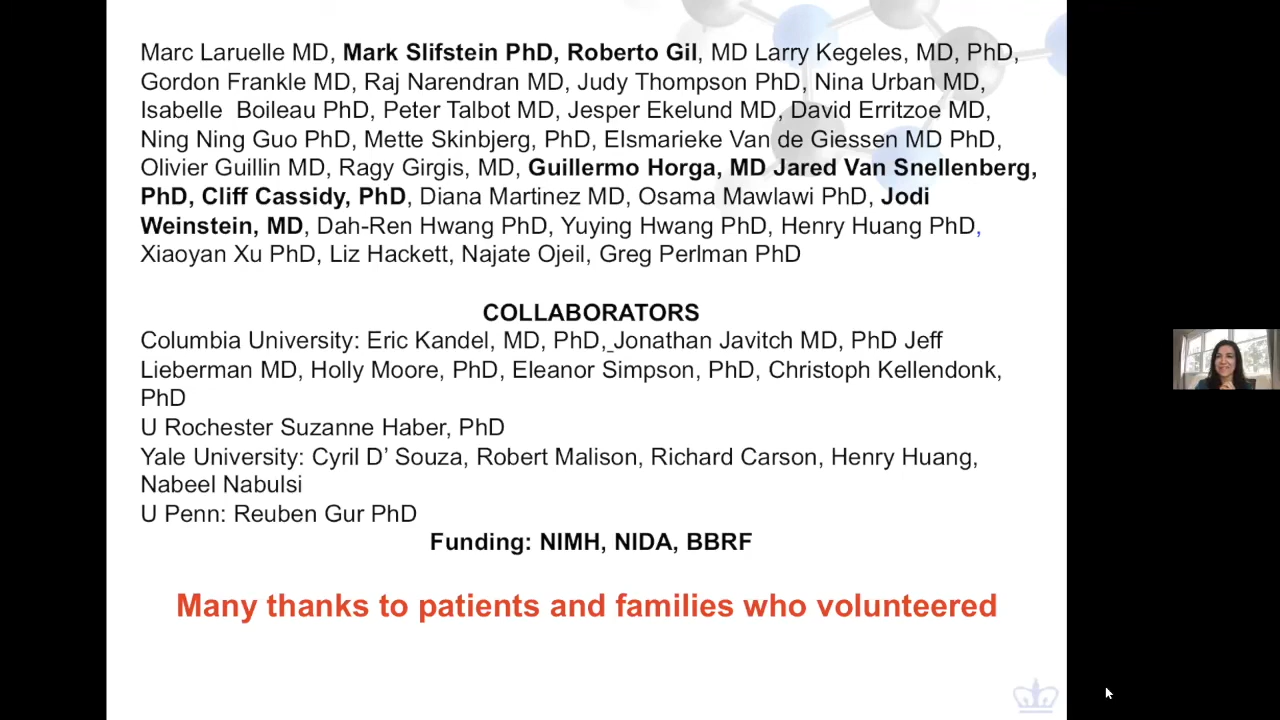 Marc Laruelle MD, Mark Slifstein PhD, Roberto Gil, MD Larry Kegeles, MD, PhD,
Gordon Frankle MD, Raj Narendran MD, Judy Thompson PhD, Nina Urban MD,
Isabelle Boileau PhD, Peter Talbot MD, Jesper Ekelund MD, David Erritzoe MD,
Ning Ning Guo PhD, Mette Skinbjerg, PhD, Elsmarieke Van de Giessen MD PhD,
Olivier Guillin MD, Ragy Girgis, MD, Guillermo Horga, MD Jared Van Snellenberg,
PhD, Cliff Cassidy, PhD, Diana Martinez MD, Osama Mawlawi PhD, Jodi
Weinstein, MD, Dah-Ren Hwang PhD, Yuying Hwang PhD, Henry Huang PhD,
Xiaoyan Xu PhD, Liz Hackett, Najate Ojeil, Greg Perlman PhD
COLLABORATORS
Columbia University: Eric Kandel, MD, PhD, Jonathan Javitch MD, PhD Jeff
Lieberman MD, Holly Moore, PhD, Eleanor Simpson, PhD, Christoph Kellendonk,
PhD
U Rochester Suzanne Haber, PhD
Yale University: Cyril D’ Souza, Robert Malison, Richard Carson, Henry Huang,
Nabeel Nabulsi
U Penn: Reuben Gur PhD
Funding: NIMH, NIDA, BBRF
Many thanks to patients and families who volunteered